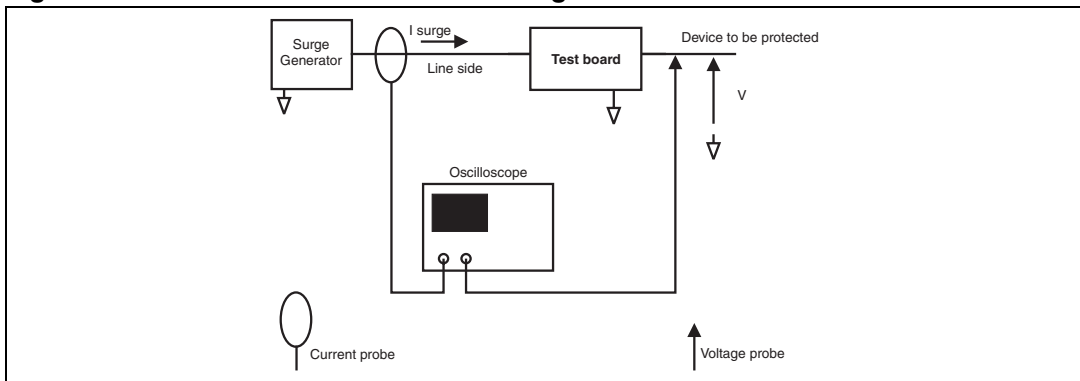 I surge
Surge
Generator
Line side
Test board
Device to be protected
V
Oscilloscope
Current probe
Voltage probe